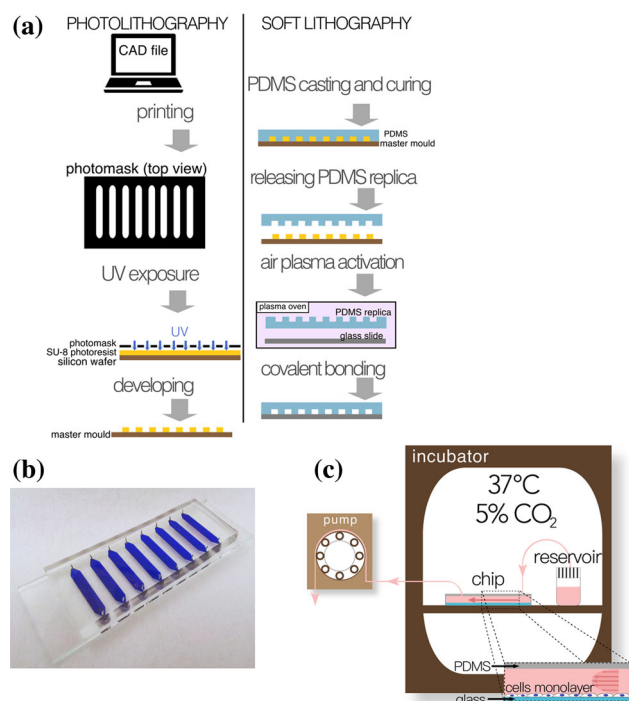 (a)
PHOTOLITHOGRAPHY
CAD file
printing
photomask (top view)
UV exposure
UV
photomask
SU-8 photoresist
silicon wafer
developing
master mould
SOFT LITHOGRAPHY
PDMS casting and curing
PDMS
master mould
releasing PDMS replica
air plasma activation
plasma oven
PDMS replica
glass slide
covalent bonding
(b)
(c)
incubator
37°C
5% CO₂
pump
reservoir
chip
PDMS
cells monolayer
glass